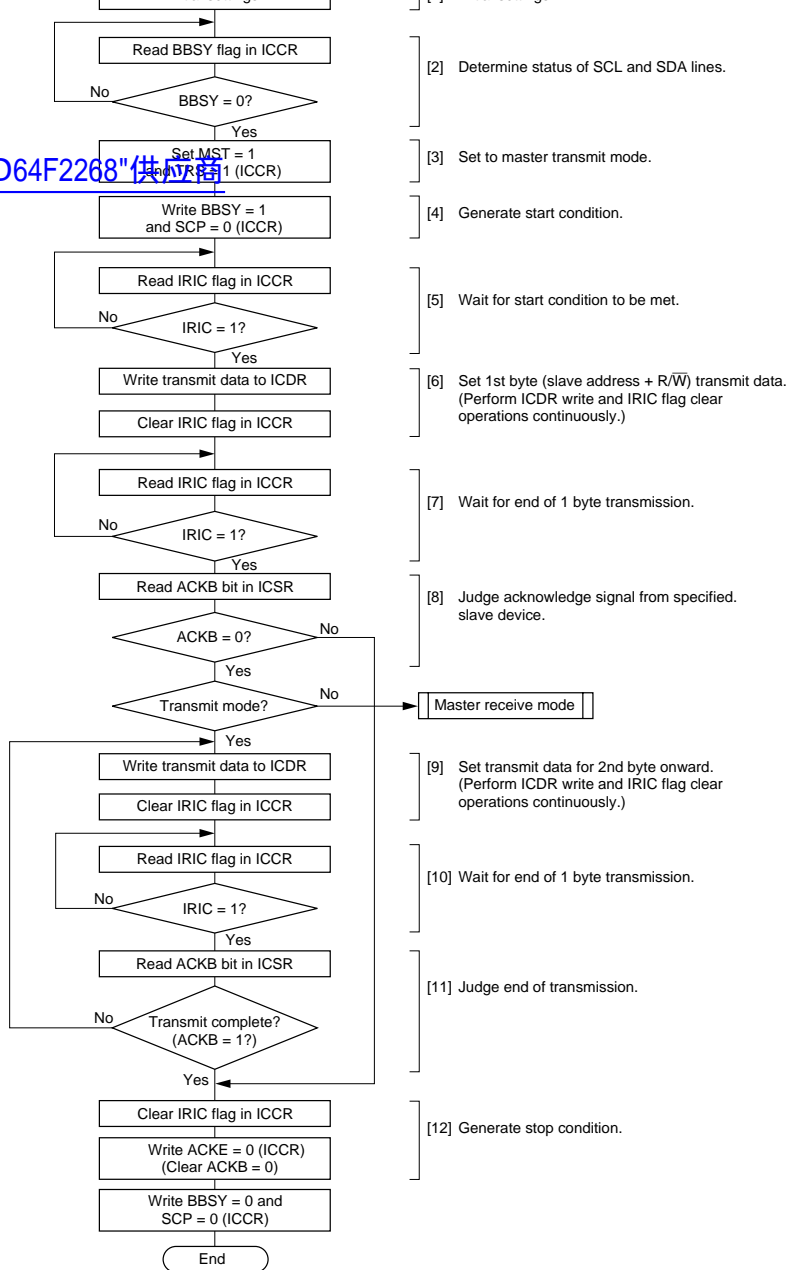 Read BBSY flag in ICCR
[2] Determine status of SCL and SDA lines.
No
BBSY = 0?
Yes
Set MST = 1
and TRS = 1 (ICCR)
[3] Set to master transmit mode.
D64F2268"供应商
Write BBSY = 1
and SCP = 0 (ICCR)
[4] Generate start condition.
Read IRIC flag in ICCR
[5] Wait for start condition to be met.
No
IRIC = 1?
Yes
Write transmit data to ICDR
[6] Set 1st byte (slave address + R/W̅) transmit data.
(Perform ICDR write and IRIC flag clear
operations continuously.)
Clear IRIC flag in ICCR
Read IRIC flag in ICCR
[7] Wait for end of 1 byte transmission.
No
IRIC = 1?
Yes
Read ACKB bit in ICSR
[8] Judge acknowledge signal from specified.
slave device.
ACKB = 0?
No
Yes
Transmit mode?
No
Master receive mode
Yes
Write transmit data to ICDR
[9] Set transmit data for 2nd byte onward.
(Perform ICDR write and IRIC flag clear
operations continuously.)
Clear IRIC flag in ICCR
Read IRIC flag in ICCR
[10] Wait for end of 1 byte transmission.
No
IRIC = 1?
Yes
Read ACKB bit in ICSR
[11] Judge end of transmission.
No
Transmit complete?
(ACKB = 1?)
Yes
Clear IRIC flag in ICCR
[12] Generate stop condition.
Write ACKE = 0 (ICCR)
(Clear ACKB = 0)
Write BBSY = 0 and
SCP = 0 (ICCR)
End